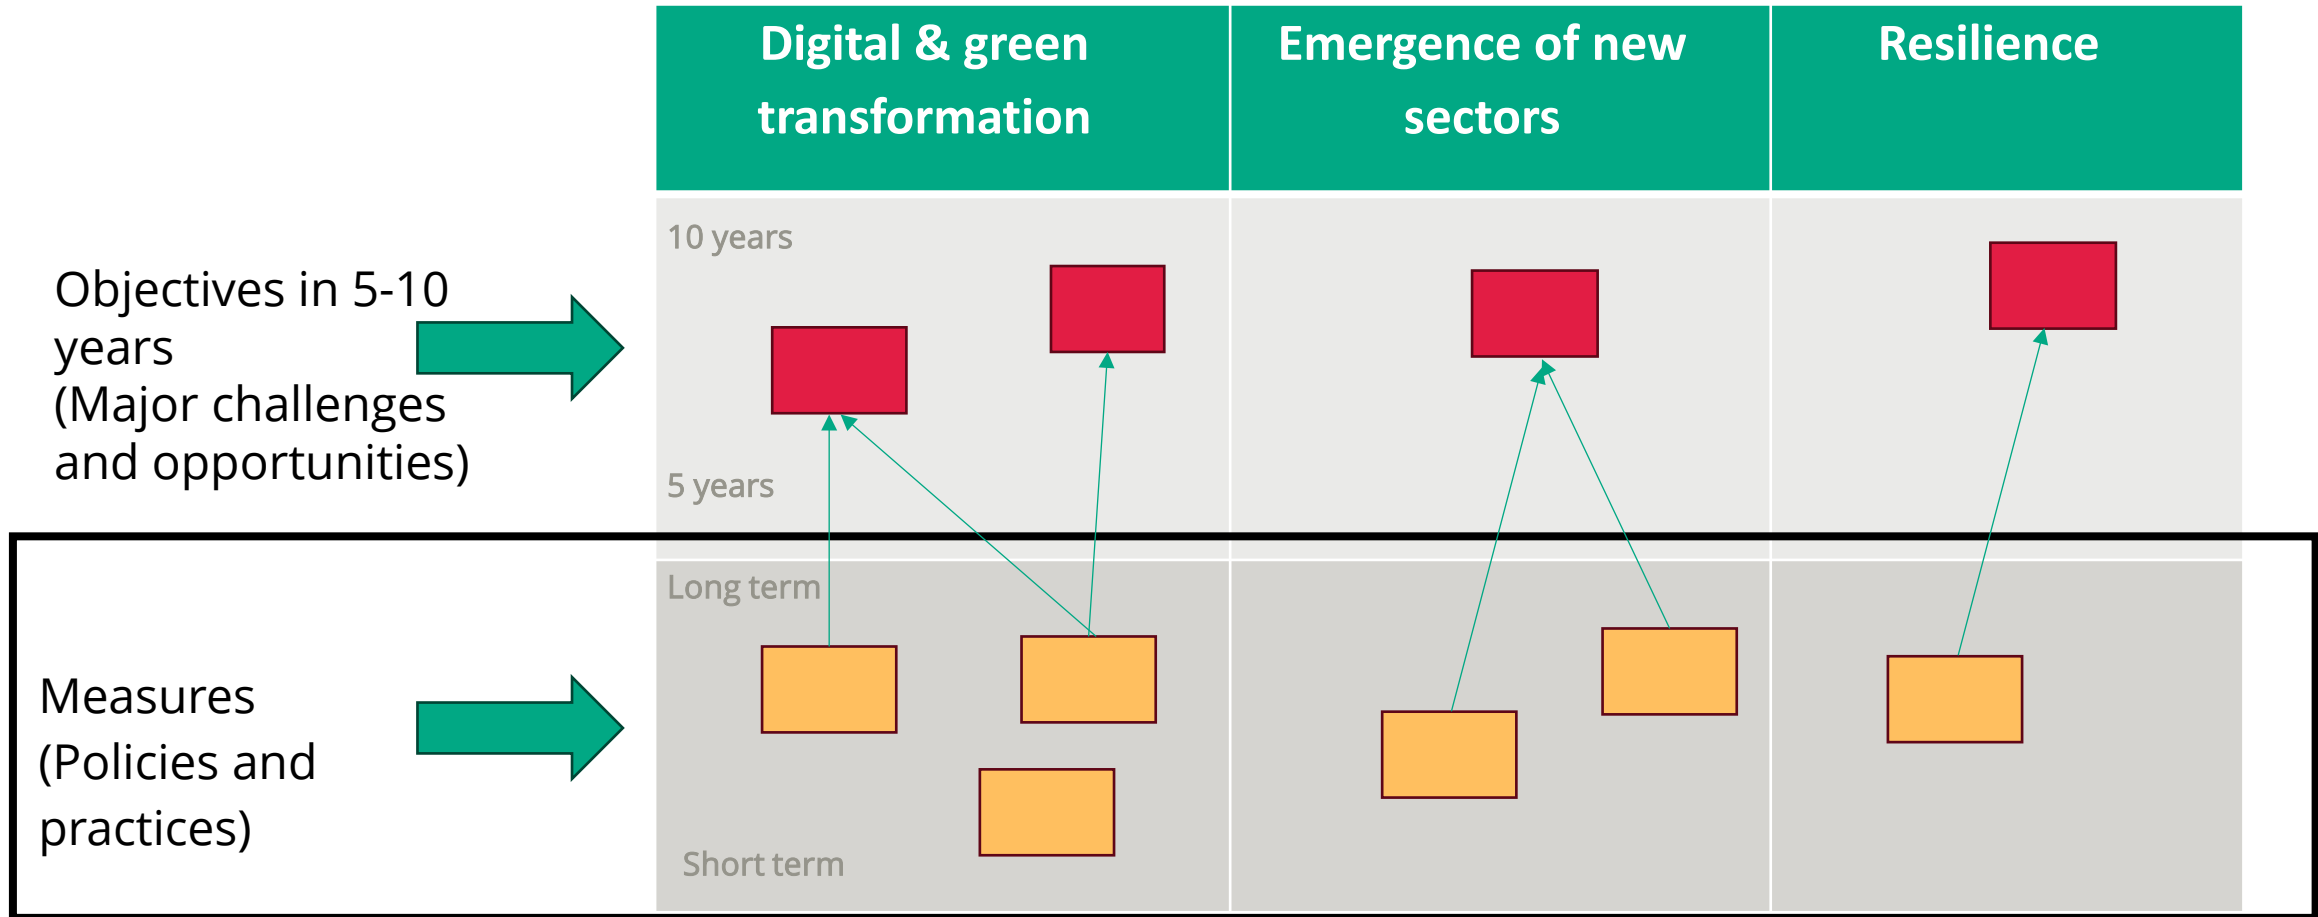 Digital & green
transformation
Emergence of new
sectors
Resilience
10 years
Objectives in 5-10
years
(Major challenges
and opportunities)
5 years
Long term
Measures
(Policies and
practices)
Short term